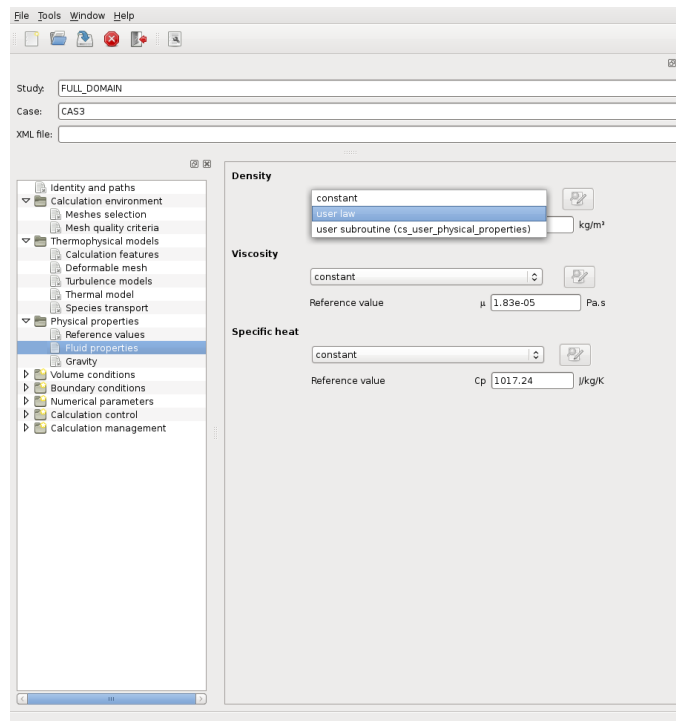 File Tools Window Help
Study: FULL_DOMAIN
Case: CAS3
XML file:
Identity and paths
Calculation environment
Meshes selection
Mesh quality criteria
Thermophysical models
Calculation features
Deformable mesh
Turbulence models
Thermal model
Species transport
Physical properties
Reference values
Fluid properties
Gravity
Volume conditions
Boundary conditions
Numerical parameters
Calculation control
Calculation management
Density
constant
user law
user subroutine (cs_user_physical_properties)
kg/m³
Viscosity
constant
Reference value μ 1.83e-05 Pa.s
Specific heat
constant
Reference value Cp 1017.24 J/kg/K